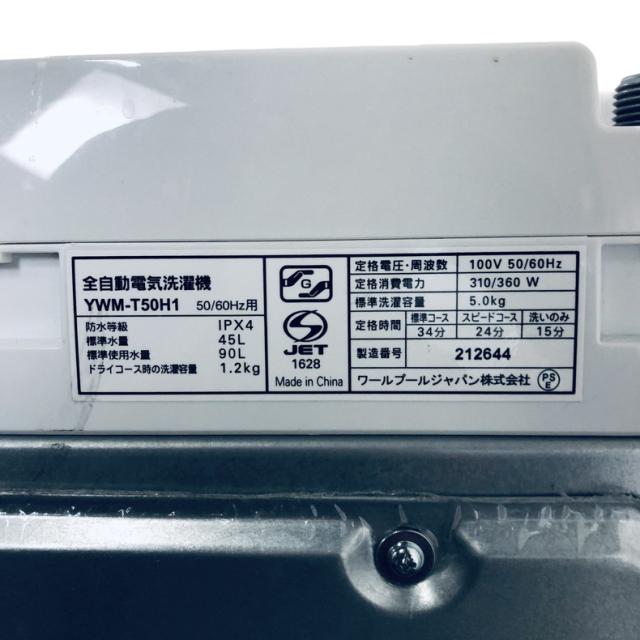 全自動電気洗濯機
YWM-T50H1 50/60Hz用
防水等級 IPX4
標準水量 45L
標準使用水量 90L
ドライコース時の洗濯容量 1.2kg
G
S
JET
1628
Made in China
定格電圧・周波数 100V 50/60Hz
定格消費電力 310/360 W
標準洗濯容量 5.0kg
定格時間 標準コース スピードコース 洗いのみ
34分 24分 15分
製造番号 212644
ワールプールジャパン株式会社 PS E